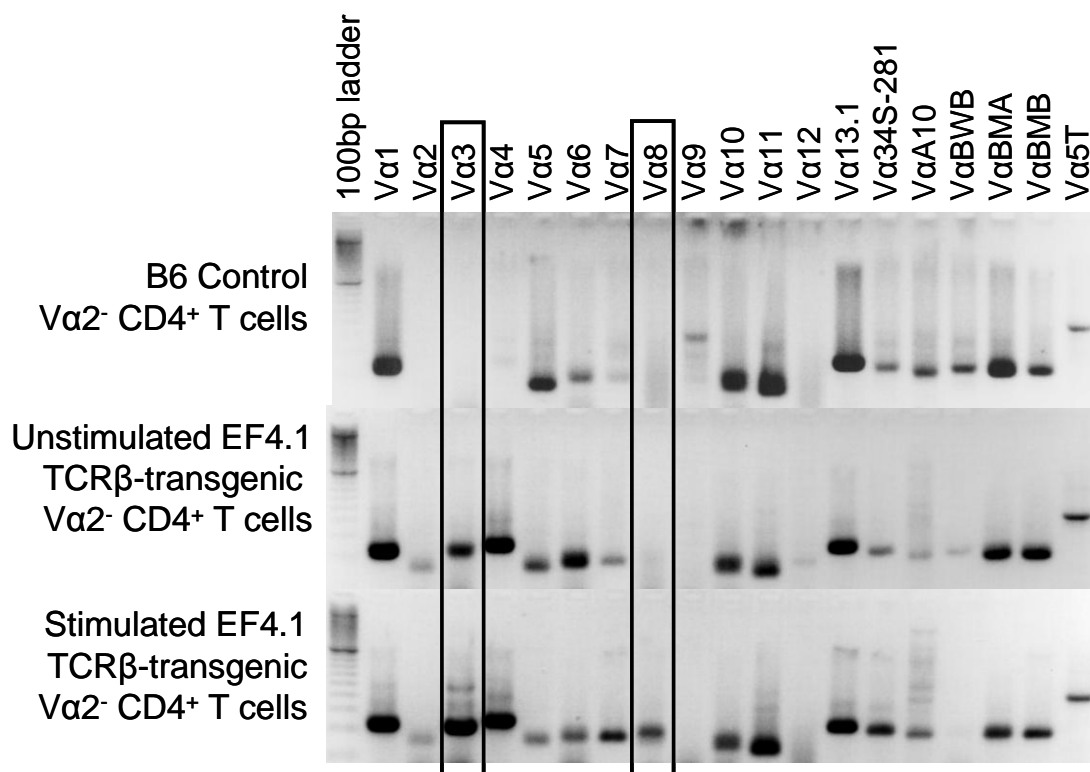 100bp ladder
Vα1
Vα2
Vα3
Vα4
Vα5
Vα6
Vα7
Vα8
Vα9
Vα10
Vα11
Vα12
Vα13.1
Vα34S-281
VαA10
VαBWB
VαBMA
VαBMB
Vα5T
B6 Control
Vα2⁻ CD4⁺ T cells
Unstimulated EF4.1
TCRβ-transgenic
Vα2⁻ CD4⁺ T cells
Stimulated EF4.1
TCRβ-transgenic
Vα2⁻ CD4⁺ T cells